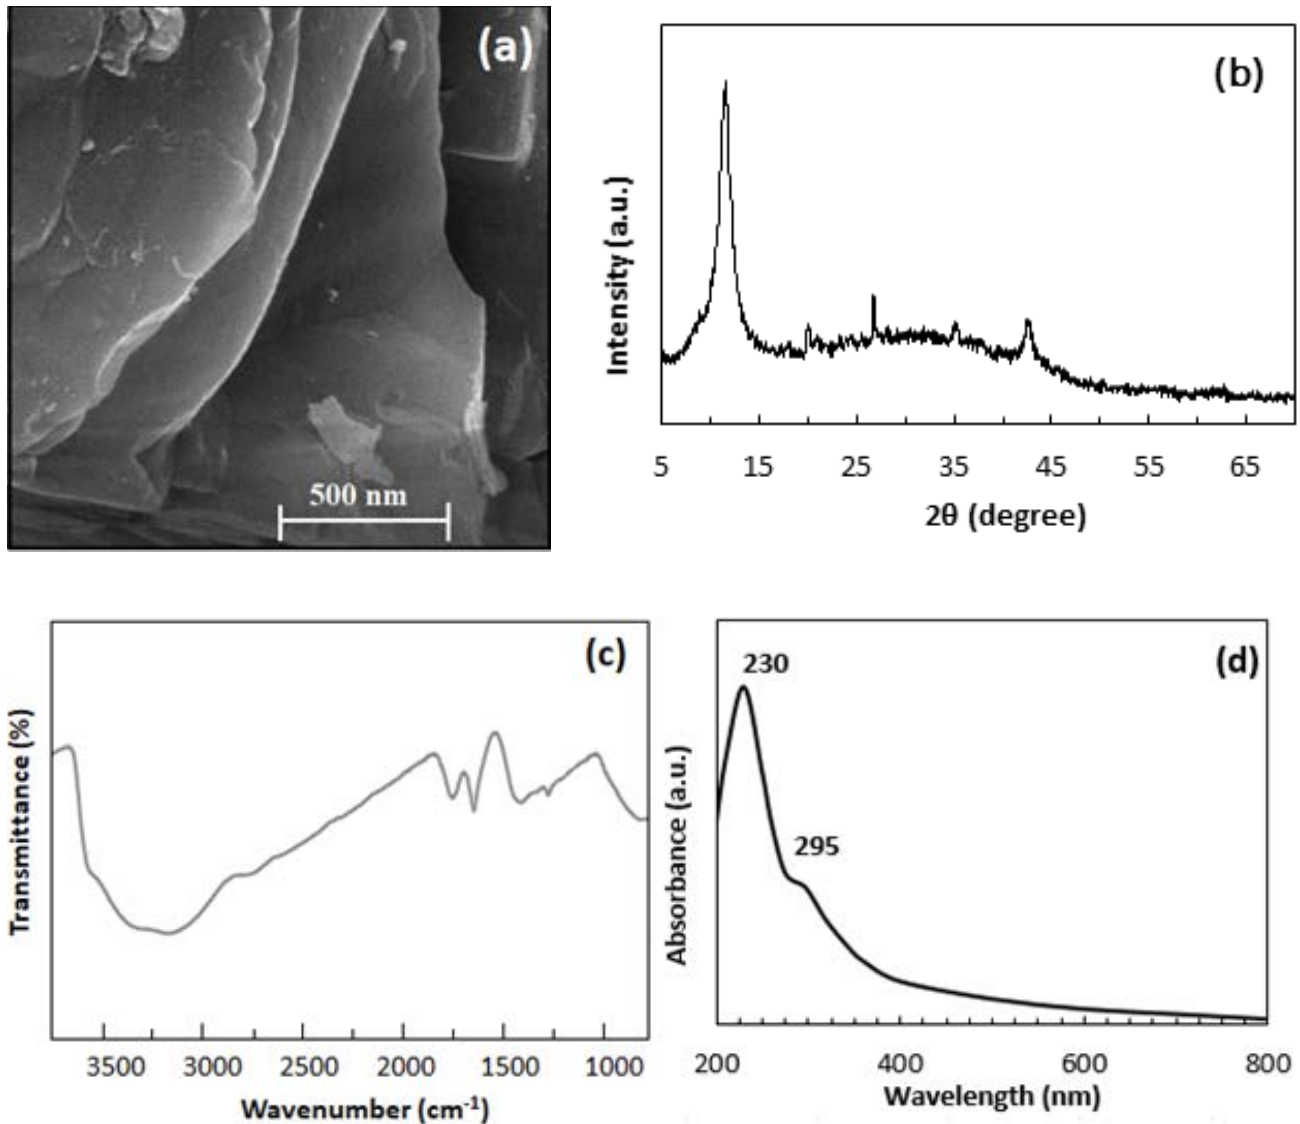 (a)
500 nm
(b)
Intensity (a.u.)
5 15 25 35 45 55 65
2θ (degree)
(c)
Transmittance (%)
3500 3000 2500 2000 1500 1000
Wavenumber (cm-1)
(d)
230
295
Absorbance (a.u.)
200 400 600 800
Wavelength (nm)